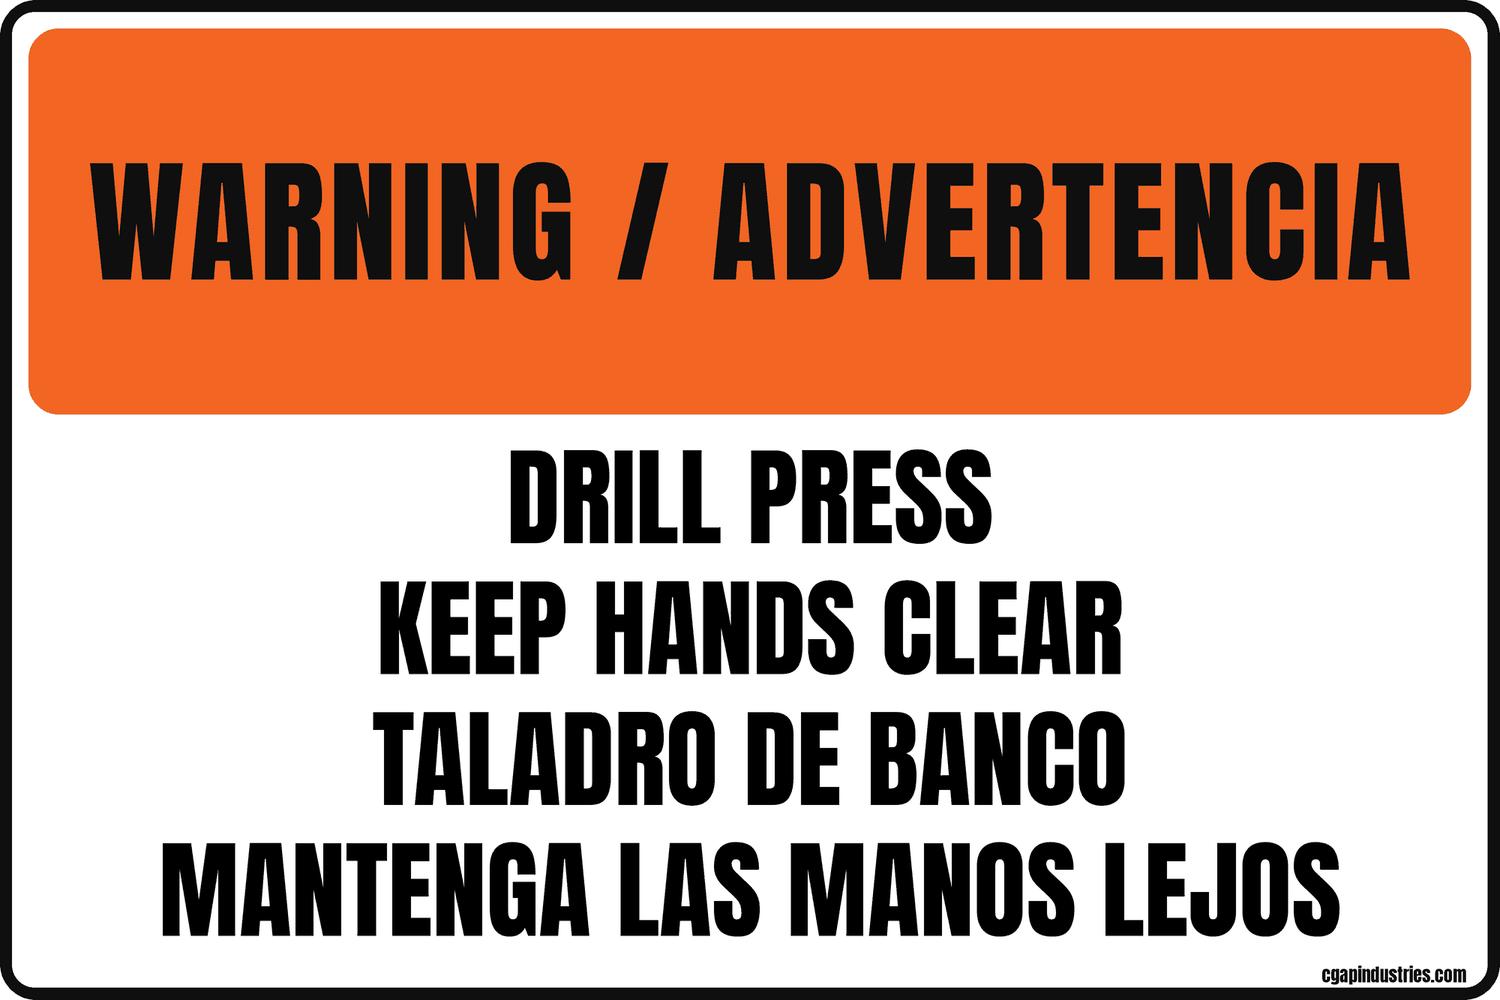 WARNING / ADVERTENCIA
DRILL PRESS
KEEP HANDS CLEAR
TALADRO DE BANCO
MANTENGA LAS MANOS LEJOS
cgapindustries.com